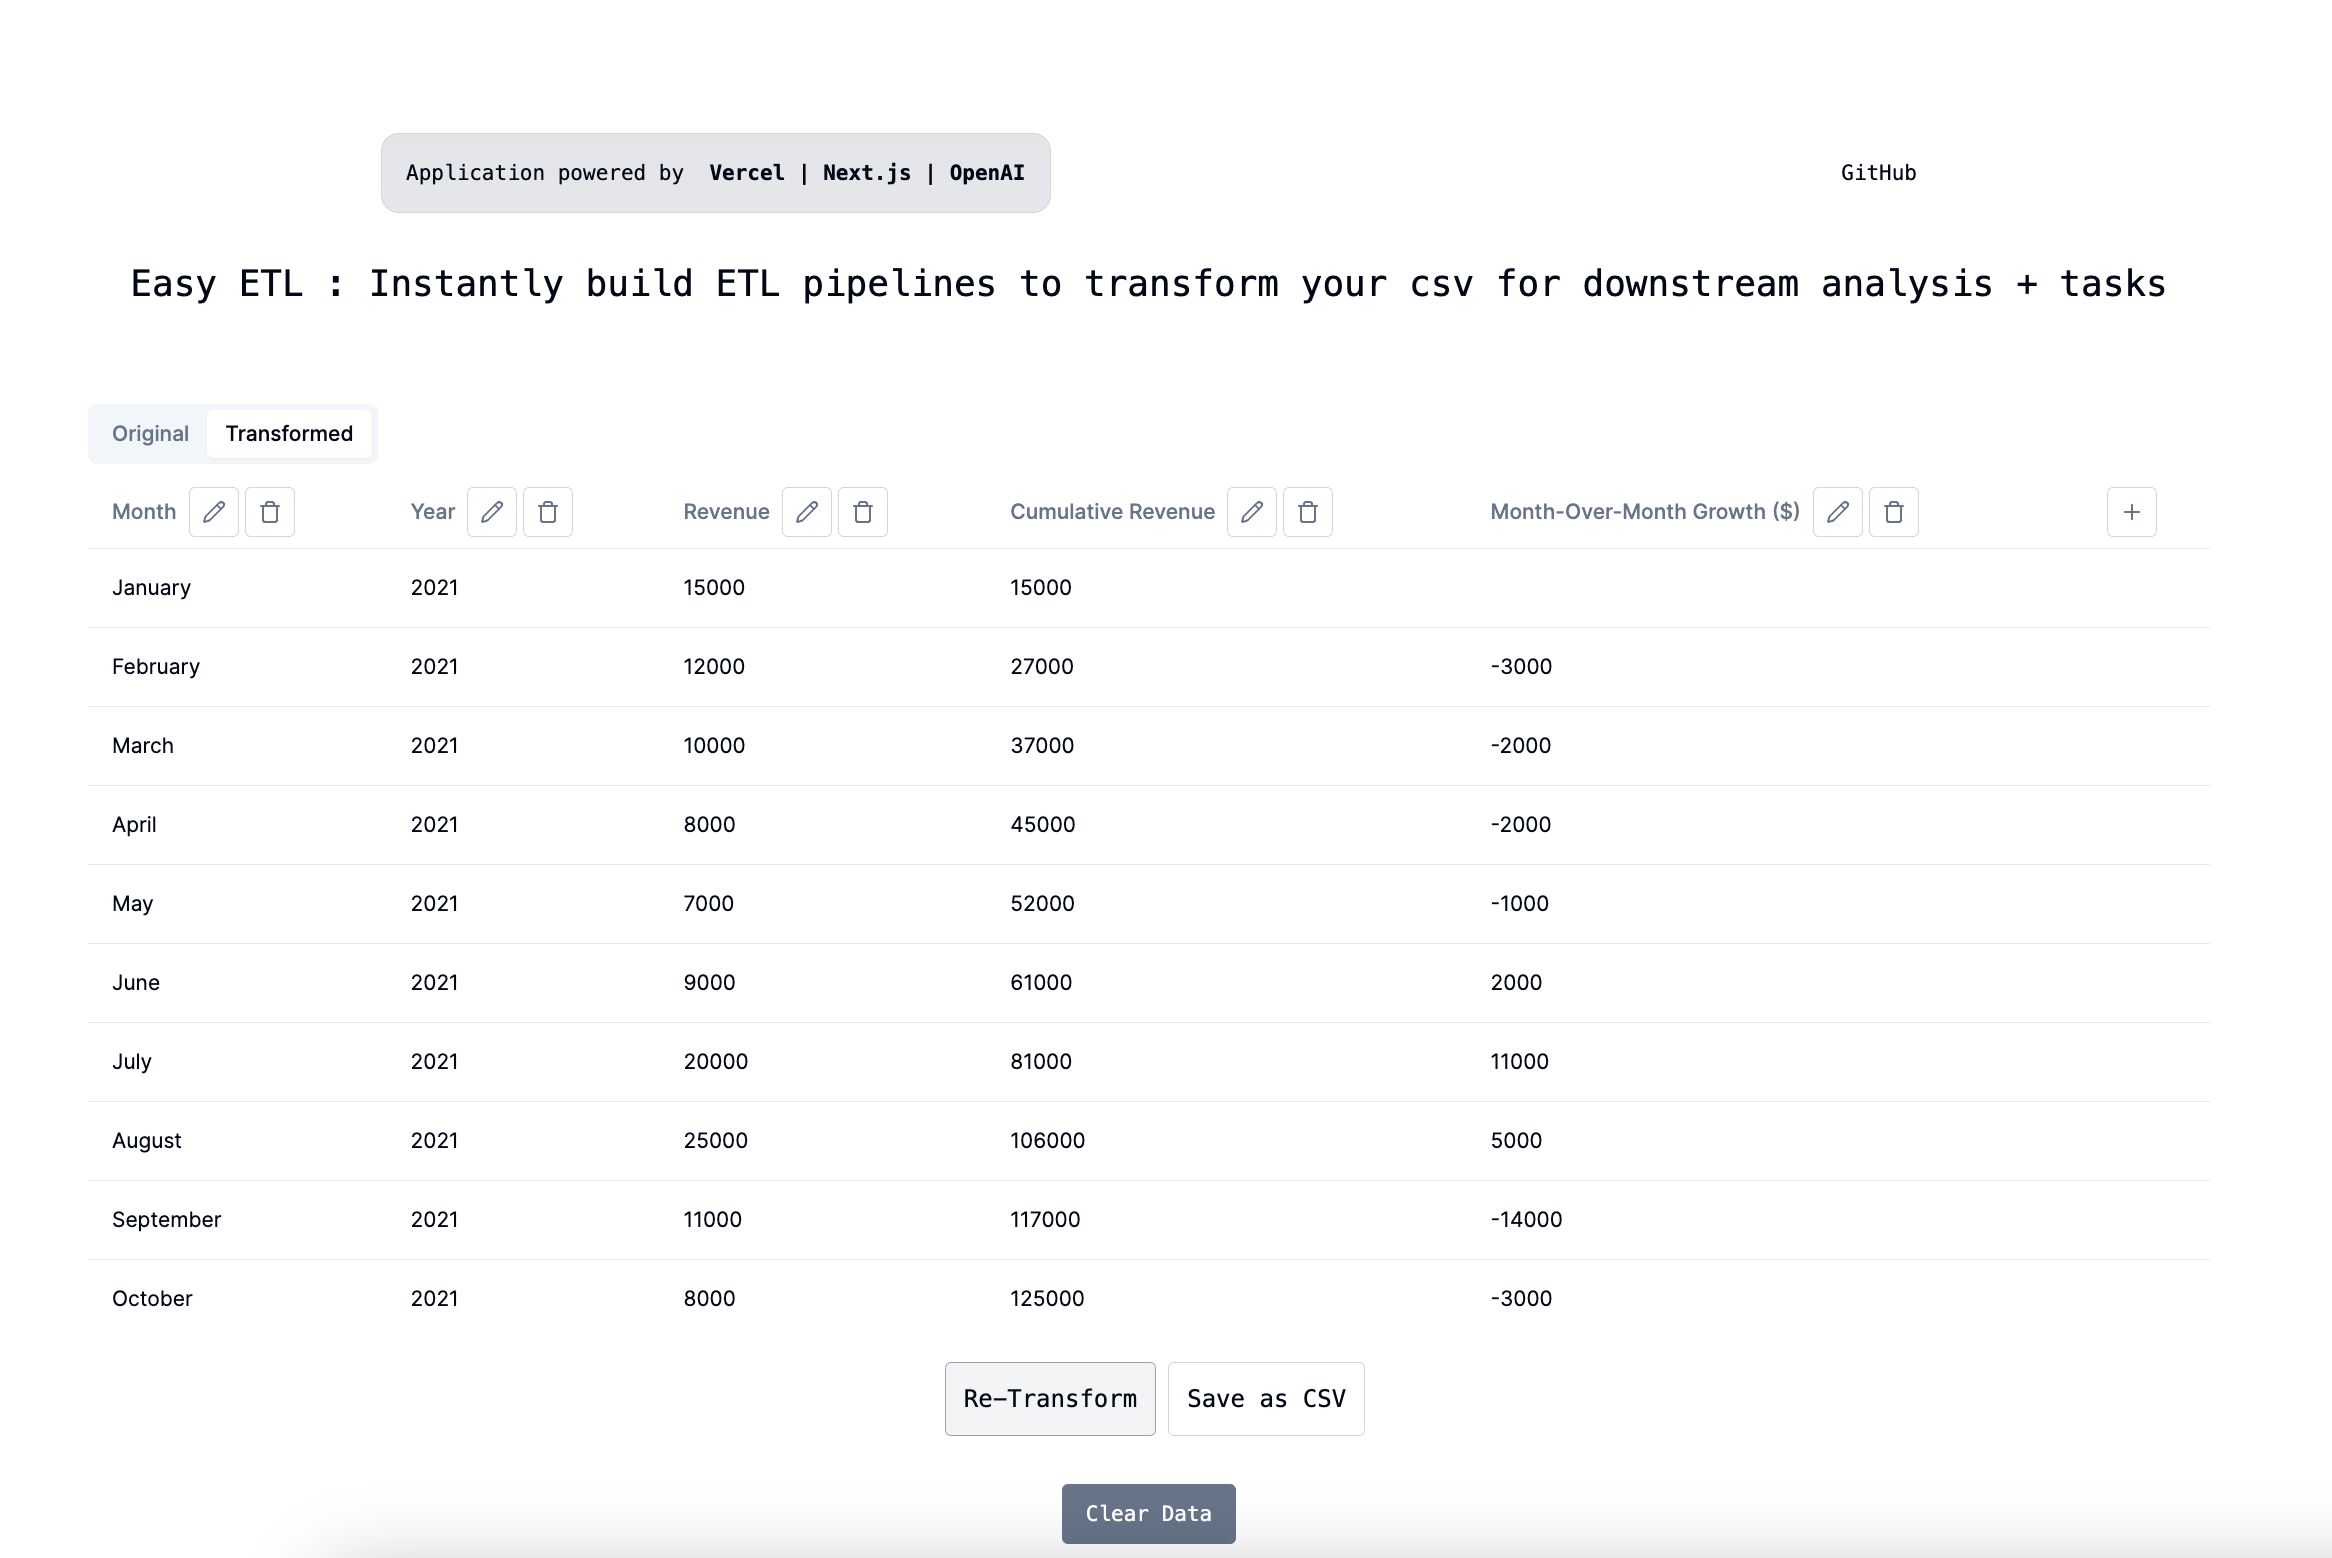 Application powered by Vercel | Next.js | OpenAI
GitHub
Easy ETL : Instantly build ETL pipelines to transform your csv for downstream analysis + tasks
Original Transformed
Month Year Revenue Cumulative Revenue Month-Over-Month Growth ($) +
January 2021 15000 15000
February 2021 12000 27000 -3000
March 2021 10000 37000 -2000
April 2021 8000 45000 -2000
May 2021 7000 52000 -1000
June 2021 9000 61000 2000
July 2021 20000 81000 11000
August 2021 25000 106000 5000
September 2021 11000 117000 -14000
October 2021 8000 125000 -3000
Re-Transform Save as CSV
Clear Data